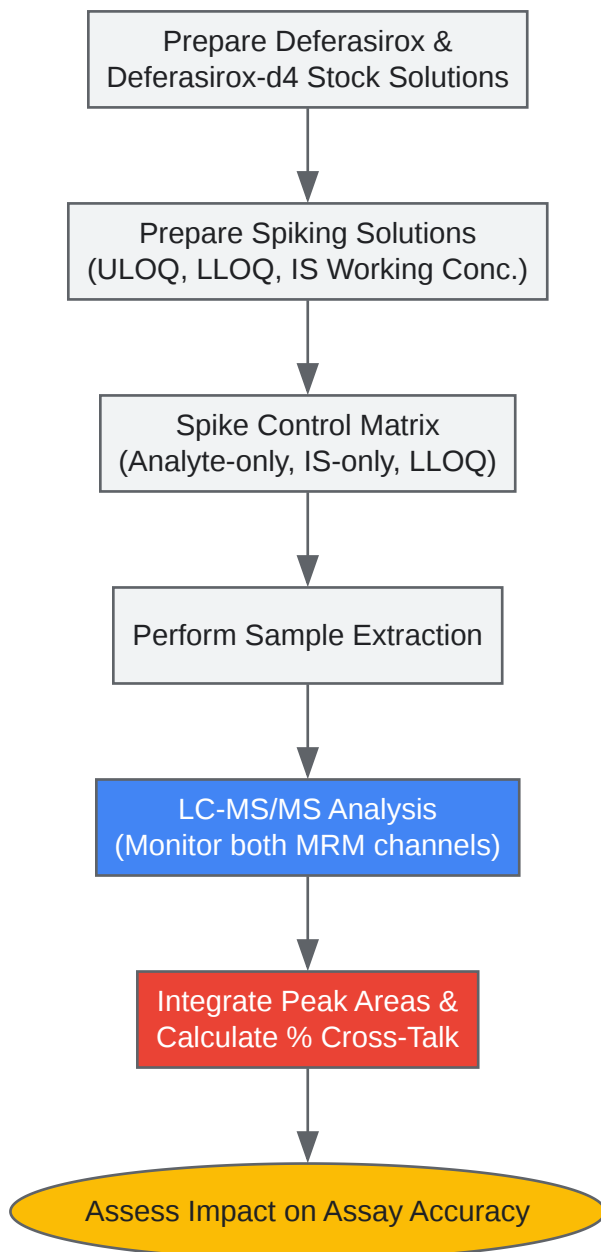 Prepare Deferasirox &
Deferasirox-d4 Stock Solutions
Prepare Spiking Solutions
(ULOQ, LLOQ, IS Working Conc.)
Spike Control Matrix
(Analyte-only, IS-only, LLOQ)
Perform Sample Extraction
LC-MS/MS Analysis
(Monitor both MRM channels)
Integrate Peak Areas &
Calculate % Cross-Talk
Assess Impact on Assay Accuracy